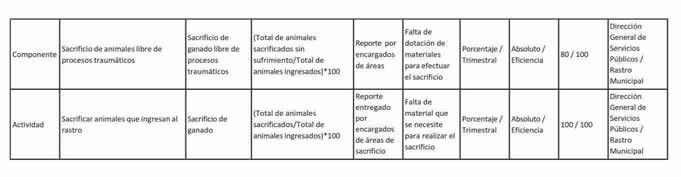 Componente
Sacrificio de animales libre de
procesos traumáticos
Sacrificio de
ganado libre de
procesos
traumáticos
(Total de animales
sacrificados sin
sufrimiento/Total de
animales ingresados)*100
Reporte por
encargados
de áreas
Falta de
dotación de
materiales
para efectuar
el sacrificio
Porcentaje /
Trimestral
Absoluto /
Eficiencia
80 / 100
Dirección
General de
Servicios
Públicos /
Rastro
Municipal
Actividad
Sacrificar animales que ingresan al
rastro
Sacrificio de
ganado
(Total de animales
sacrificados/Total de
animales ingresados)*100
Reporte
entregado
por
encargados
de áreas de
sacrificio
Falta de
material que
se necesite
para realizar el
sacrificio
Porcentaje /
Trimestral
Absoluto /
Eficiencia
100 / 100
Dirección
General de
Servicios
Públicos /
Rastro
Municipal